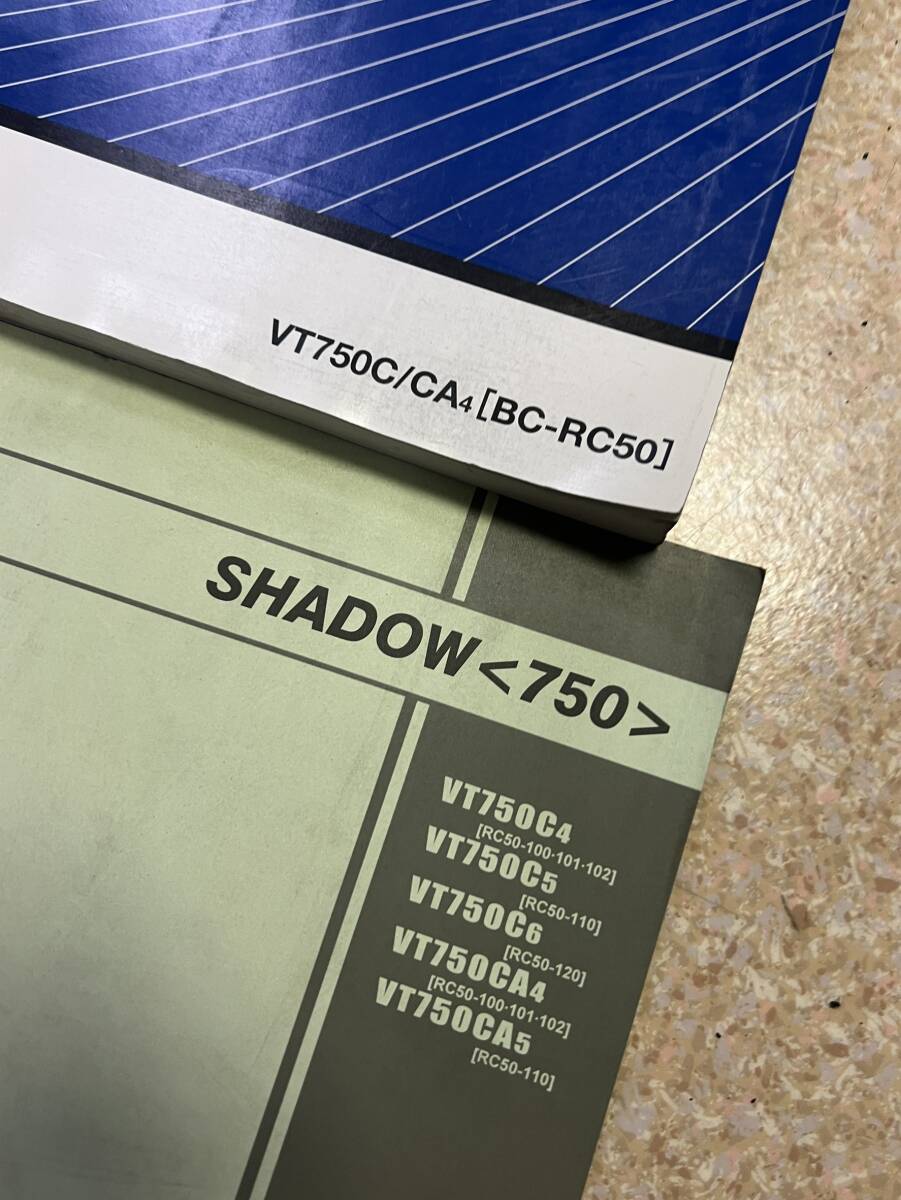 VT750C/CA4 [BC-RC50]
SHADOW<750>
VT750C4
[RC50-100·101·102]
VT750C5
[RC50-110]
VT750C6
[RC50-120]
VT750CA4
[RC50-100·101·102]
VT750CA5
[RC50-110]